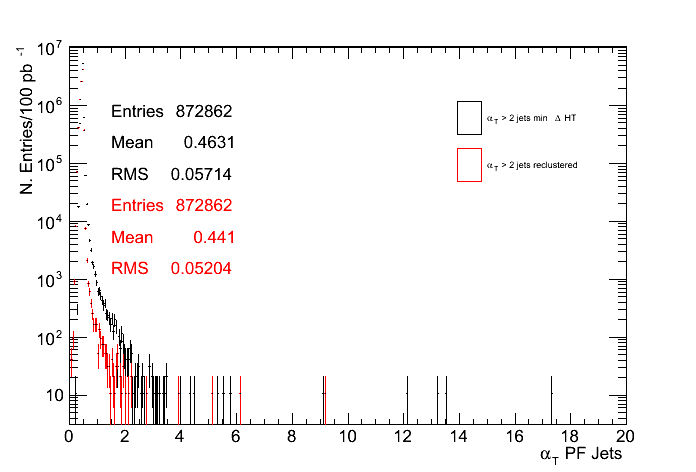 10^7
10^6
10^5
10^4
10^3
10^2
10
N. Entries/100 pb ^-1
Entries 872862
Mean 0.4631
RMS 0.05714
Entries 872862
Mean 0.441
RMS 0.05204
α_T > 2 jets min Δ HT
α_T > 2 jets reclustered
0 2 4 6 8 10 12 14 16 18 20
α_T PF Jets